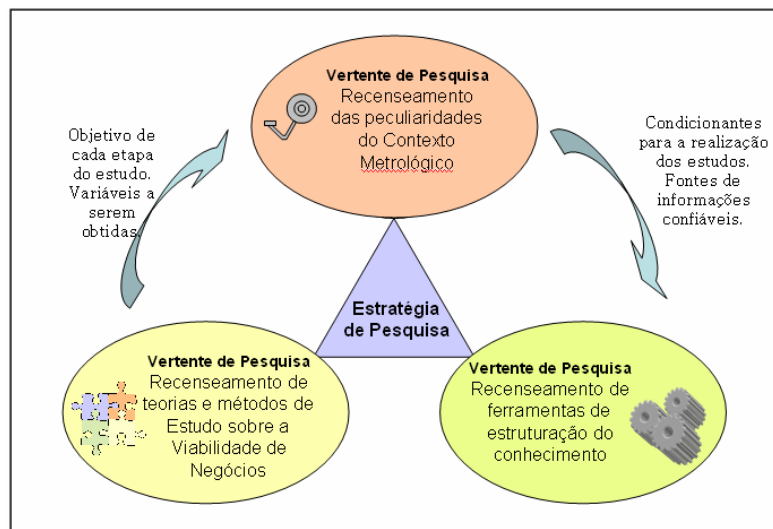 Vertente de Pesquisa
Recenseamento
das peculiaridades
do Contexto
Metrológico
Objetivo de
cada etapa
do estudo.
Variáveis a
serem
obtidas.
Condicionantes
para a realização
dos estudos.
Fontes de
informações
confiáveis.
Estratégia
de Pesquisa
Vertente de Pesquisa
Recenseamento de
teorias e métodos de
Estudo sobre a
Viabilidade de
Negócios
Vertente de Pesquisa
Recenseamento de
ferramentas de
estruturação do
conhecimento